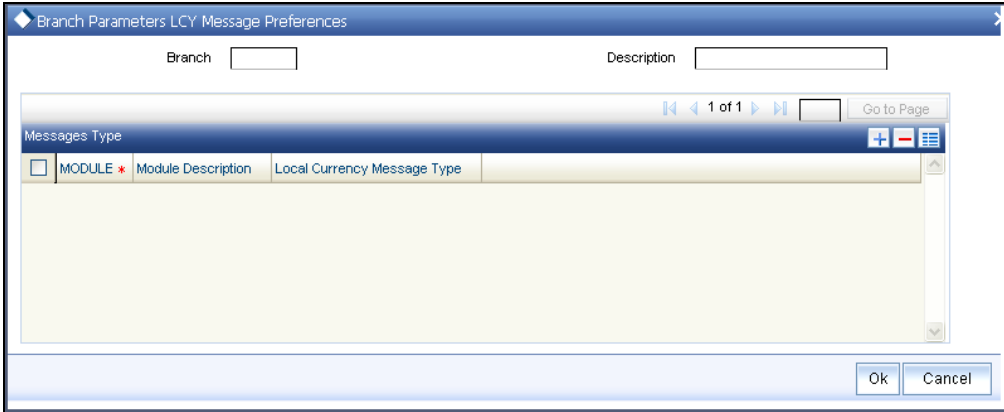 Branch Parameters LCY Message Preferences
Branch Description
1 of 1 Go to Page
Messages Type
MODULE * Module Description Local Currency Message Type
Ok Cancel